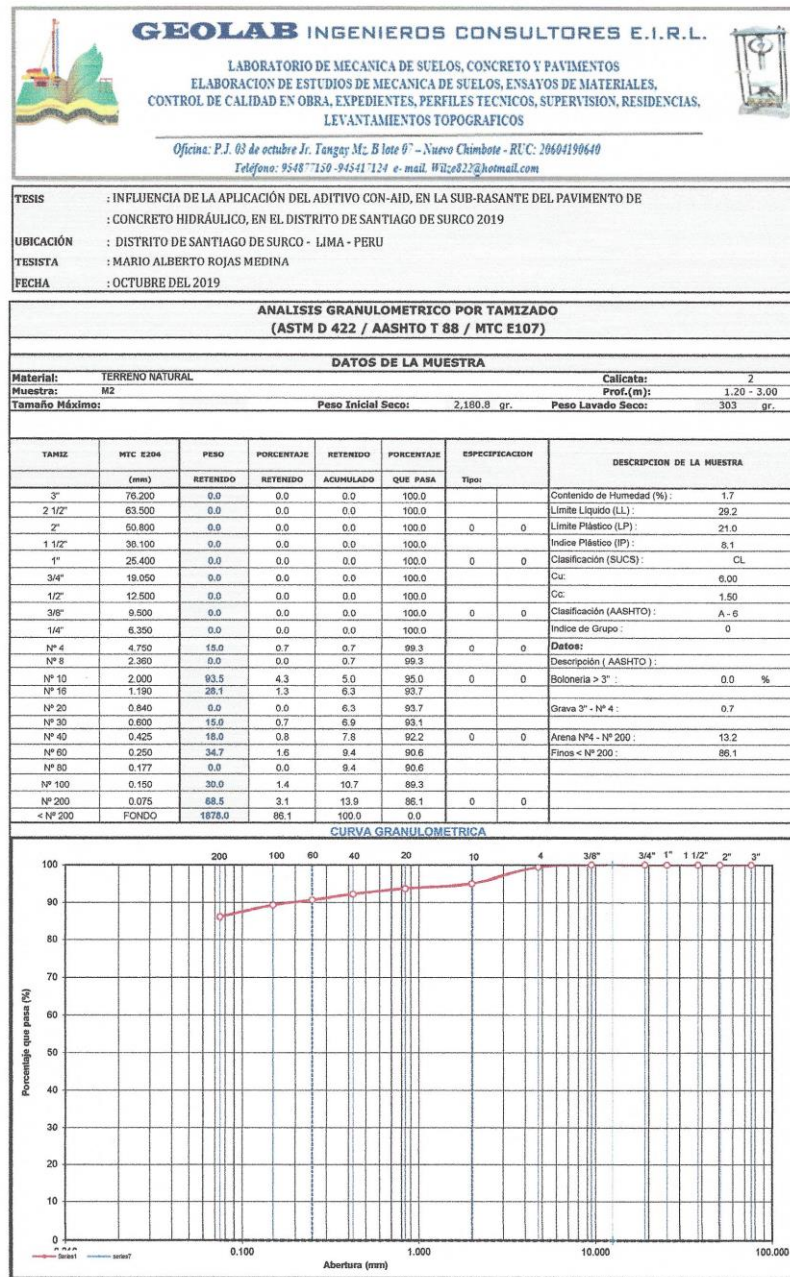 GEOLAB INGENIEROS CONSULTORES E.I.R.L.
LABORATORIO DE MECANICA DE SUELOS, CONCRETO Y PAVIMENTOS
ELABORACION DE ESTUDIOS DE MECANICA DE SUELOS, ENSAYOS DE MATERIALES,
CONTROL DE CALIDAD EN OBRA, EXPEDIENTES, PERFILES TECNICOS, SUPERVISION, RESIDENCIAS,
LEVANTAMIENTOS TOPOGRAFICOS
Oficina: P.J. 03 de octubre Jr. Tangay Mz. B lote 07 – Nuevo Chimbote - RUC: 20604190640
Teléfono: 954877150 -945417124 e- mail. Wilze822@hotmail.com
TESIS : INFLUENCIA DE LA APLICACIÓN DEL ADITIVO CON-AID, EN LA SUB-RASANTE DEL PAVIMENTO DE
: CONCRETO HIDRÁULICO, EN EL DISTRITO DE SANTIAGO DE SURCO 2019
UBICACIÓN : DISTRITO DE SANTIAGO DE SURCO - LIMA - PERU
TESISTA : MARIO ALBERTO ROJAS MEDINA
FECHA : OCTUBRE DEL 2019
ANALISIS GRANULOMETRICO POR TAMIZADO
(ASTM D 422 / AASHTO T 88 / MTC E107)
DATOS DE LA MUESTRA
Material: TERRENO NATURAL Calicata: 2
Muestra: M2 Prof.(m): 1.20 - 3.00
Tamaño Máximo: Peso Inicial Seco: 2,180.8 gr. Peso Lavado Seco: 303 gr.
TAMIZ MTC E204 PESO PORCENTAJE RETENIDO PORCENTAJE ESPECIFICACION DESCRIPCION DE LA MUESTRA
(mm) RETENIDO RETENIDO ACUMULADO QUE PASA Tipo:
3" 76.200 0.0 0.0 0.0 100.0 Contenido de Humedad (%) : 1.7
2 1/2" 63.500 0.0 0.0 0.0 100.0 Límite Líquido (LL) : 29.2
2" 50.800 0.0 0.0 0.0 100.0 0 0 Límite Plástico (LP) : 21.0
1 1/2" 38.100 0.0 0.0 0.0 100.0 Indice Plástico (IP) : 8.1
1" 25.400 0.0 0.0 0.0 100.0 0 0 Clasificación (SUCS) : CL
3/4" 19.050 0.0 0.0 0.0 100.0 Cu: 6.00
1/2" 12.500 0.0 0.0 0.0 100.0 Cc: 1.50
3/8" 9.500 0.0 0.0 0.0 100.0 0 0 Clasificación (AASHTO) : A - 6
1/4" 6.350 0.0 0.0 0.0 100.0 Indice de Grupo : 0
Nº 4 4.750 15.0 0.7 0.7 99.3 0 0 Datos:
Nº 8 2.360 0.0 0.0 0.7 99.3 Descripción ( AASHTO ) :
Nº 10 2.000 93.5 4.3 5.0 95.0 0 0 Boloneria > 3" : 0.0 %
Nº 16 1.190 28.1 1.3 6.3 93.7
Nº 20 0.840 0.0 0.0 6.3 93.7 Grava 3" - Nº 4 : 0.7
Nº 30 0.600 15.0 0.7 6.9 93.1
Nº 40 0.425 18.0 0.8 7.8 92.2 0 0 Arena Nº4 - Nº 200 : 13.2
Nº 60 0.250 34.7 1.6 9.4 90.6 Finos < Nº 200 : 86.1
Nº 80 0.177 0.0 0.0 9.4 90.6
Nº 100 0.150 30.0 1.4 10.7 89.3
Nº 200 0.075 68.5 3.1 13.9 86.1 0 0
< Nº 200 FONDO 1878.0 86.1 100.0 0.0
CURVA GRANULOMETRICA
200 100 60 40 20 10 4 3/8" 3/4" 1" 1 1/2" 2" 3"
100
90
80
70
60
50
40
30
20
10
0
Porcentaje que pasa (%)
0.100 1.000 10.000 100.000
Series1 series7
Abertura (mm)